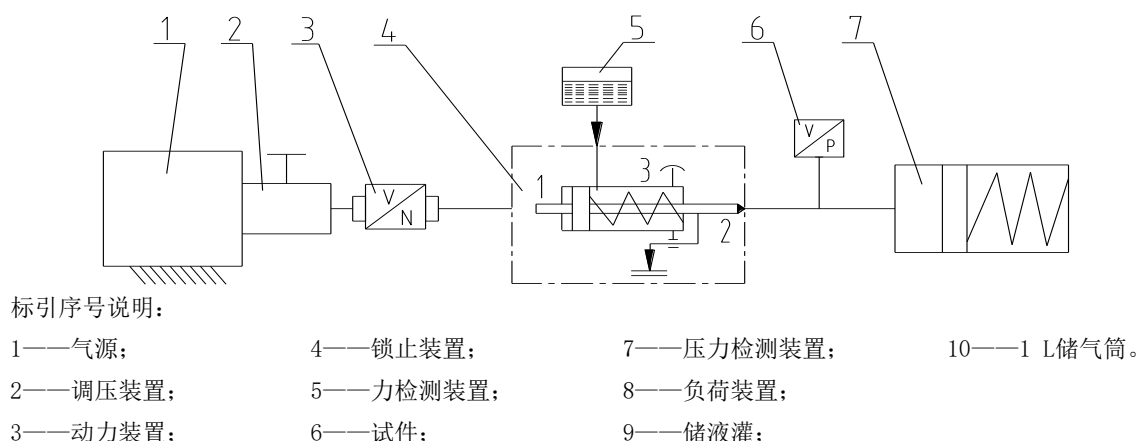 1 2 3 4 5 6 7
V
P
3
1
V
N
2
标引序号说明：
1——气源； 4——锁止装置； 7——压力检测装置； 10——1 L储气筒。
2——调压装置； 5——力检测装置； 8——负荷装置；
3——动力装置； 6——试件； 9——储液灌；